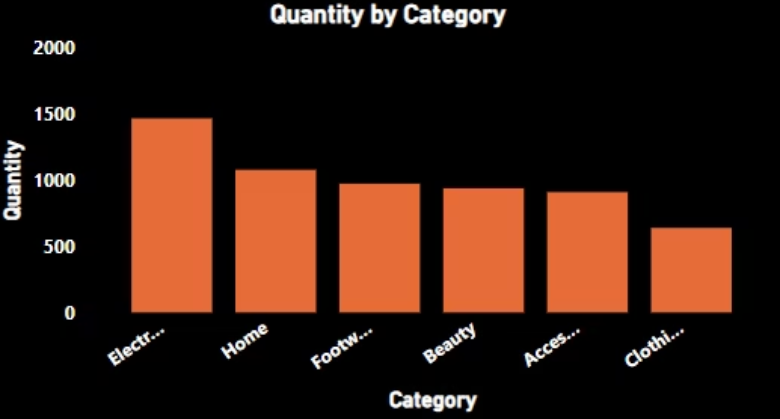 Quantity by Category
2000
1500
1000
500
0
Quantity
Electr...
Home
Footw...
Beauty
Acces...
Clothi...
Category